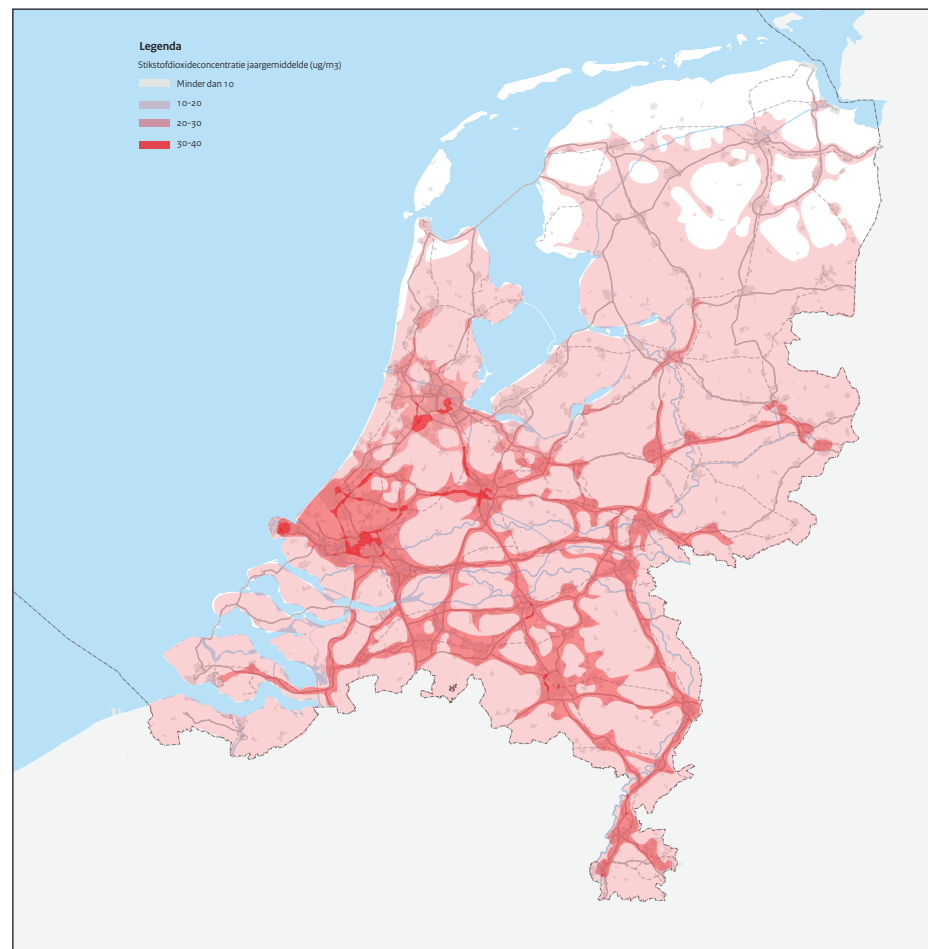 Legenda
Stikstofdioxideconcentratie jaargemiddelde (ug/m3)
Minder dan 10
10-20
20-30
30-40